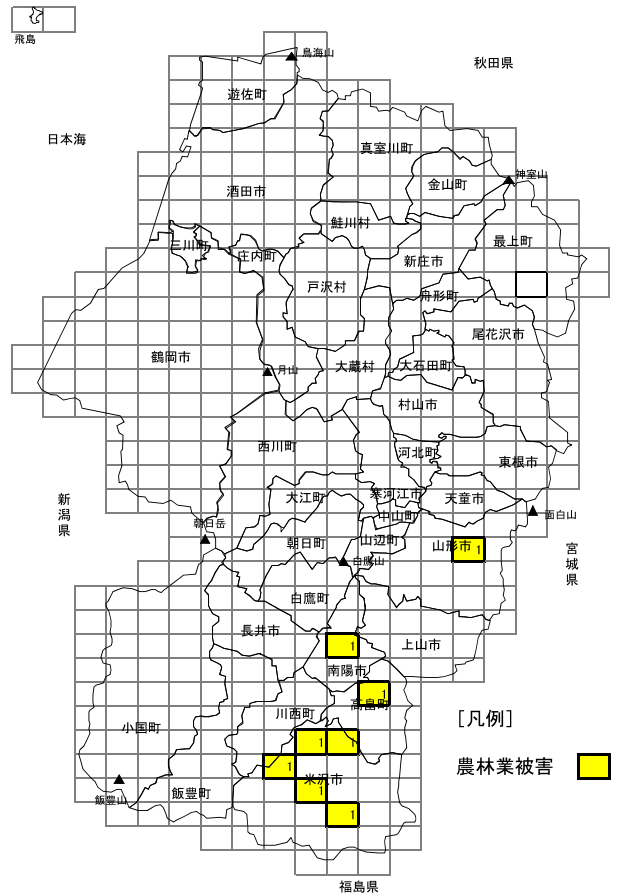 飛島
鳥海山
秋田県
遊佐町
日本海
真室川町
神室山
金山町
酒田市
鮭川村
最上町
三川町
庄内町
新庄市
戸沢村
舟形町
尾花沢市
鶴岡市
月山
大蔵村
大石田町
村山市
西川町
河北町
東根市
新潟県
大江町
寒河江市
天童市
中山町
面白山
朝日岳
朝日町
山辺町
山形市
1
宮城県
白鷹山
白鷹町
長井市
上山市
1
南陽市
1
高畠町
川西町
[凡例]
小国町
1
1
1
農林業被害
米沢市
飯豊山
飯豊町
1
1
福島県